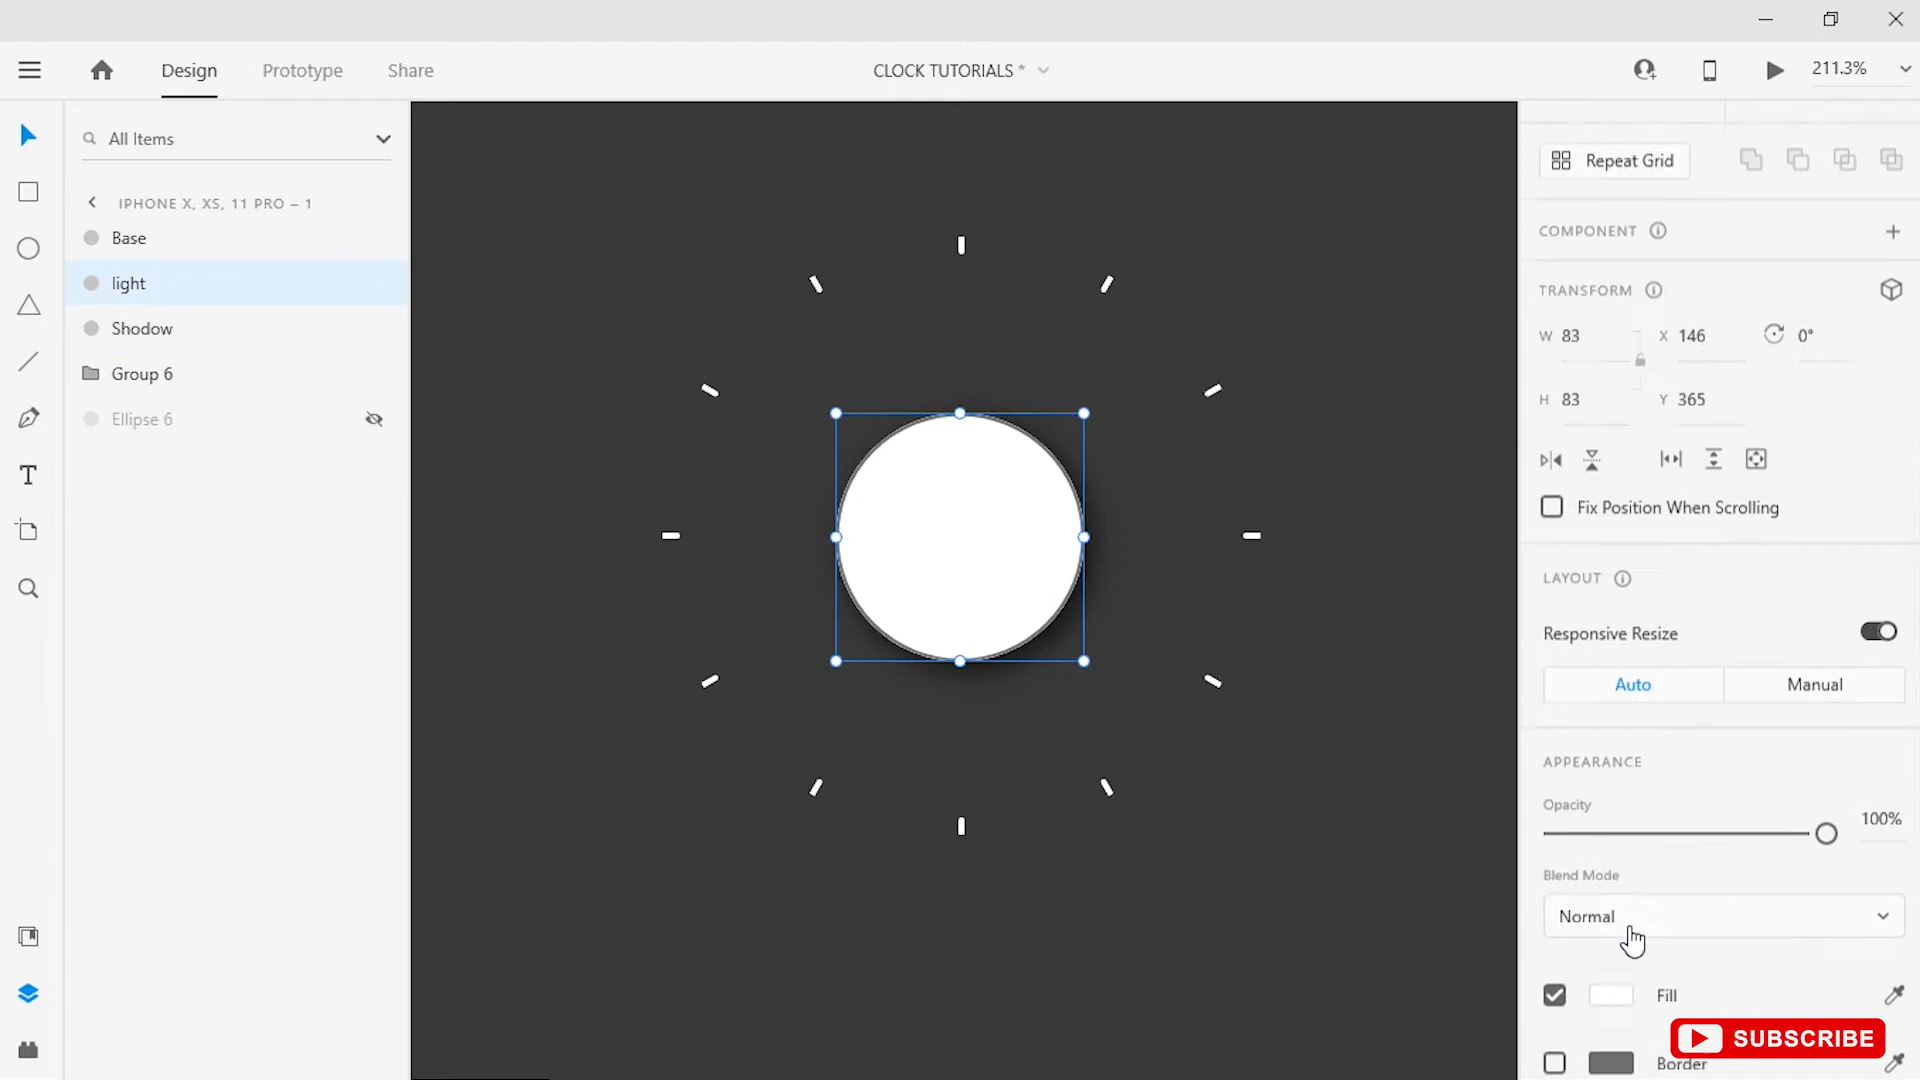 Design
Prototype
Share
CLOCK TUTORIALS *
211.3%
All Items
IPHONE X, XS, 11 PRO – 1
Base
light
Shodow
Group 6
Ellipse 6
T
Repeat Grid
COMPONENT
TRANSFORM
W 83 X 146 0°
H 83 Y 365
Fix Position When Scrolling
LAYOUT
Responsive Resize
Auto Manual
APPEARANCE
Opacity
100%
Blend Mode
Normal
Fill
SUBSCRIBE
Border